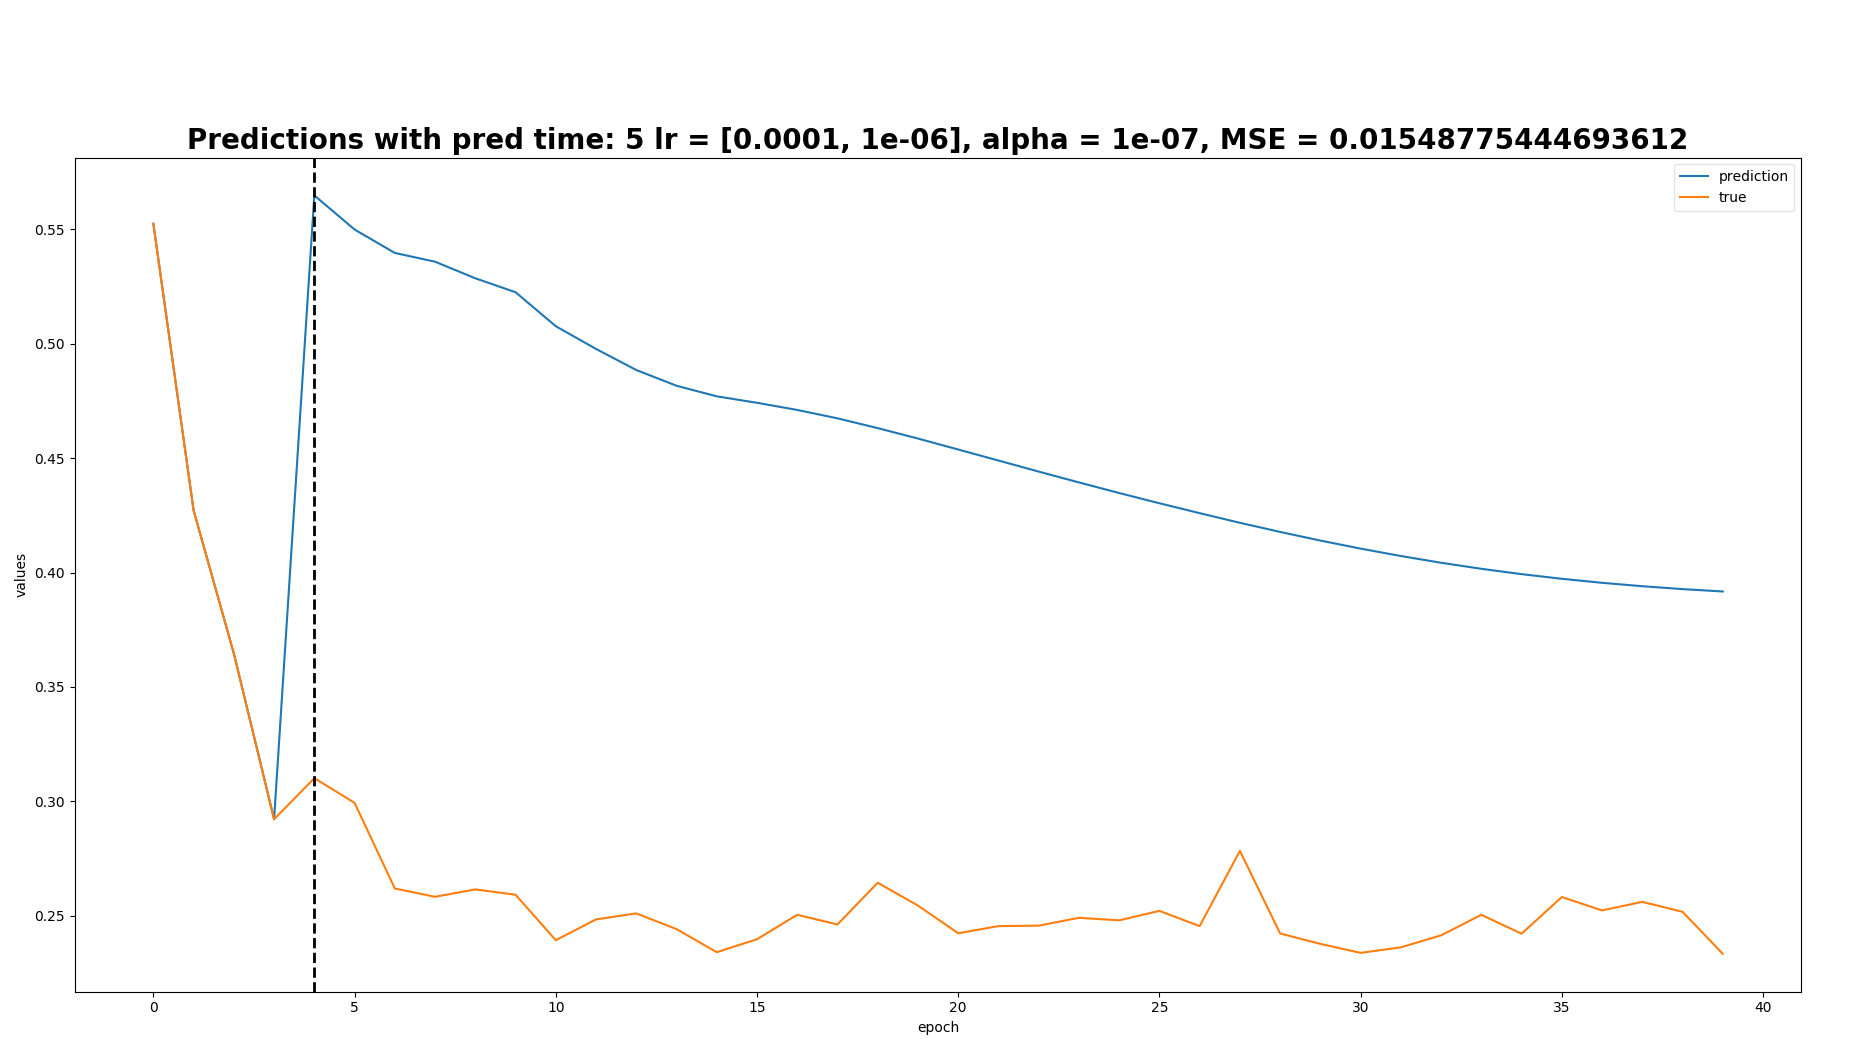 Predictions with pred time: 5 lr = [0.0001, 1e-06], alpha = 1e-07, MSE = 0.01548775444693612
prediction
true
0.55
0.50
0.45
0.40
0.35
0.30
0.25
values
0 5 10 15 20 25 30 35 40
epoch